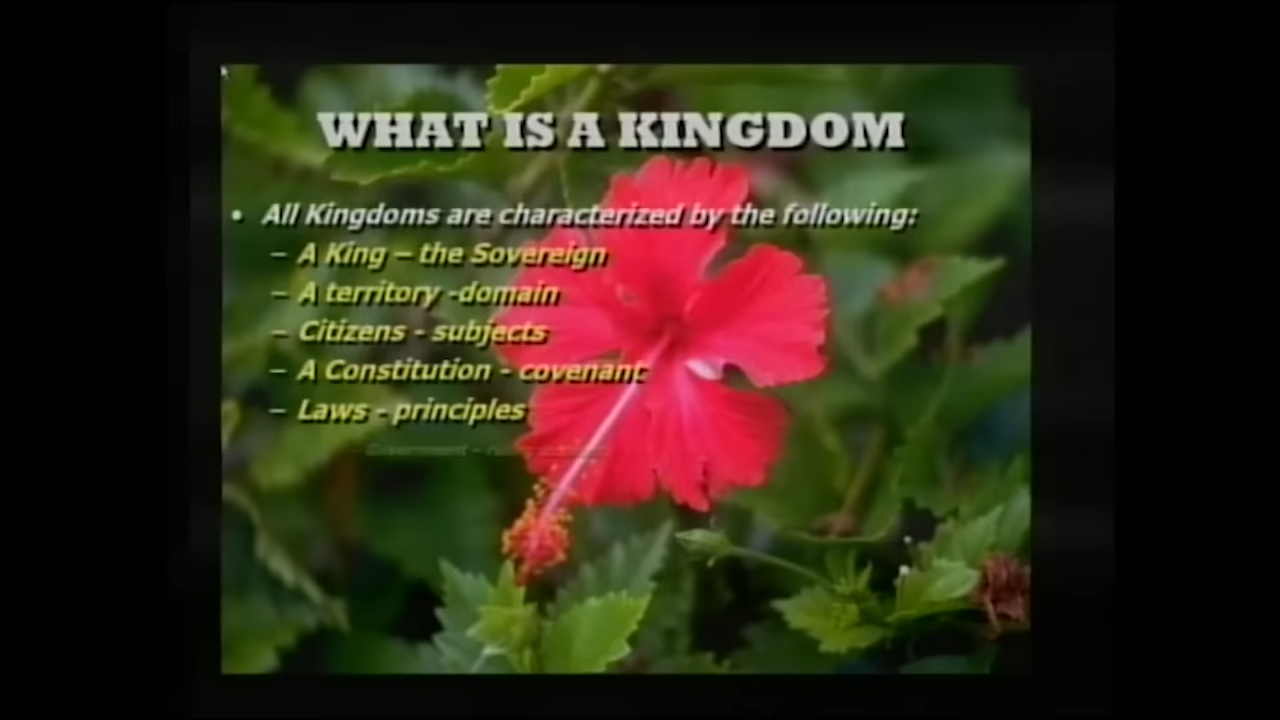 WHAT IS A KINGDOM
• All Kingdoms are characterized by the following:
– A King – the Sovereign
– A territory -domain
– Citizens - subjects
– A Constitution - covenant
– Laws - principles
Government –